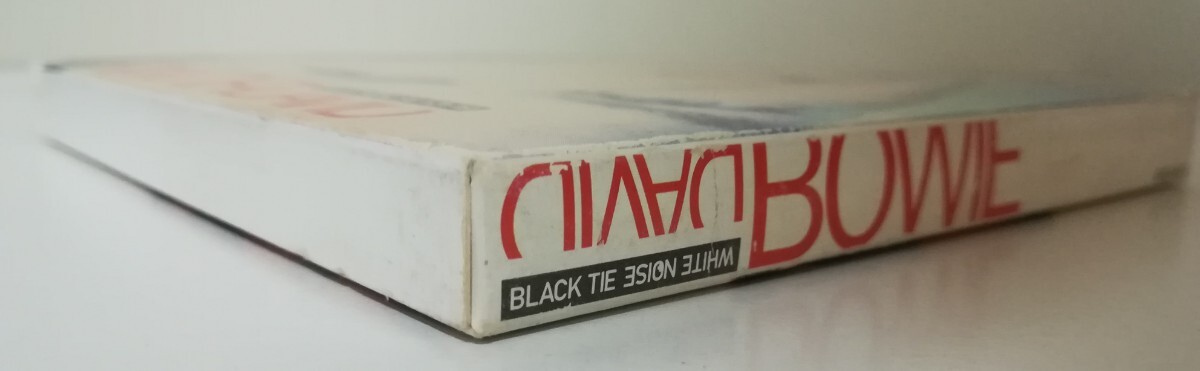 DAVID BOWIE
BLACK TIE WHITE NOISE